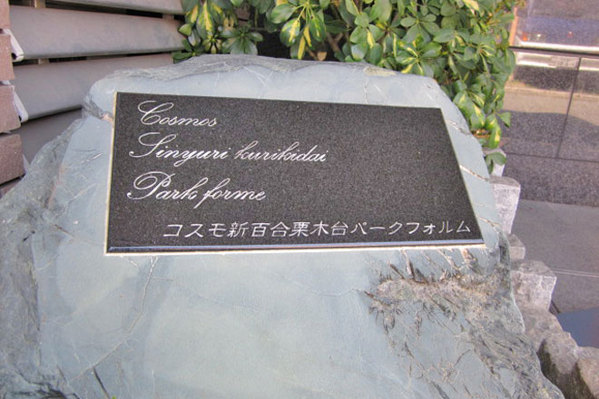 Cosmos
Sinyuri kurikidai
Park forme
コスモ新百合栗木台パークフォルム